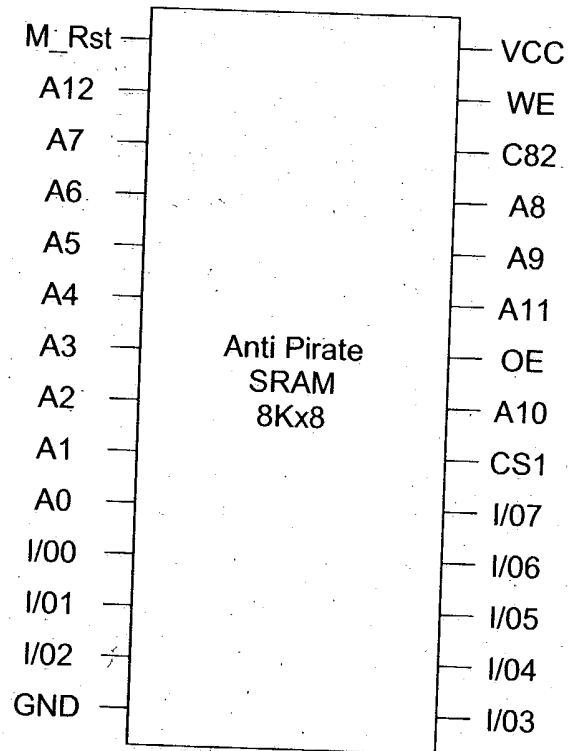 M_Rst
A12
A7
A6
A5
A4
A3
A2
A1
A0
I/00
I/01
I/02
GND
Anti Pirate
SRAM
8Kx8
VCC
WE
C82
A8
A9
A11
OE
A10
CS1
I/07
I/06
I/05
I/04
I/03